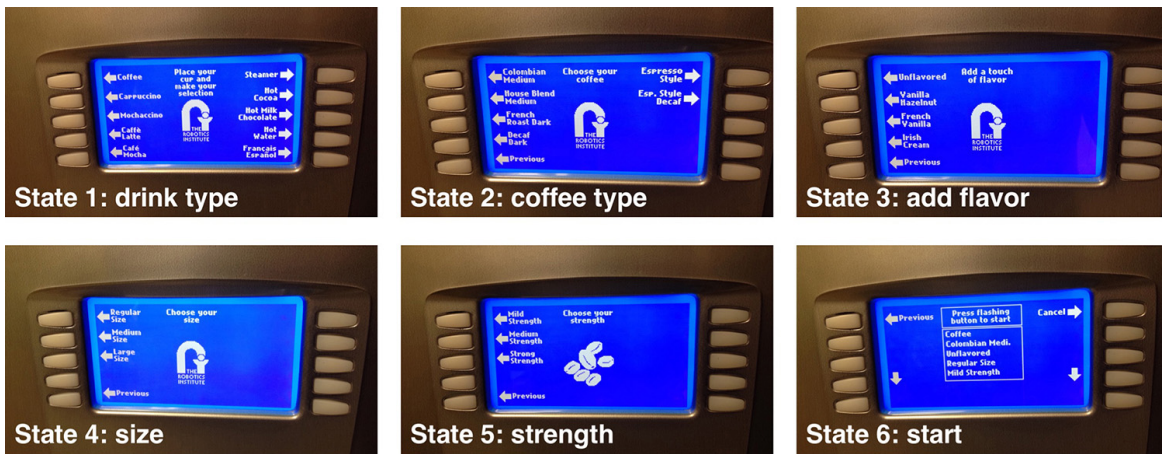 Coffee
Cappuccino
Mochaccino
Caffè
Latte
Café
Mocha
Place your
cup and
make your
selection
THE
ROBOTICS
INSTITUTE
Steamer
Hot
Cocoa
Hot Milk
Chocolate
Hot
Water
Français
Español
State 1: drink type
Colombian
Medium
House Blend
Medium
French
Roast Dark
Decaf
Dark
Previous
Choose your
coffee
THE
ROBOTICS
INSTITUTE
Espresso
Style
Esp. Style
Decaf
State 2: coffee type
Unflavored
Vanilla
Hazelnut
French
Vanilla
Irish
Cream
Previous
Add a touch
of flavor
THE
ROBOTICS
INSTITUTE
State 3: add flavor
Regular
Size
Medium
Size
Large
Size
Previous
Choose your
size
THE
ROBOTICS
INSTITUTE
State 4: size
Mild
Strength
Medium
Strength
Strong
Strength
Previous
Choose your
strength
State 5: strength
Previous
Press flashing
button to start
Coffee
Colombian Medi.
Unflavored
Regular Size
Mild Strength
Cancel
State 6: start